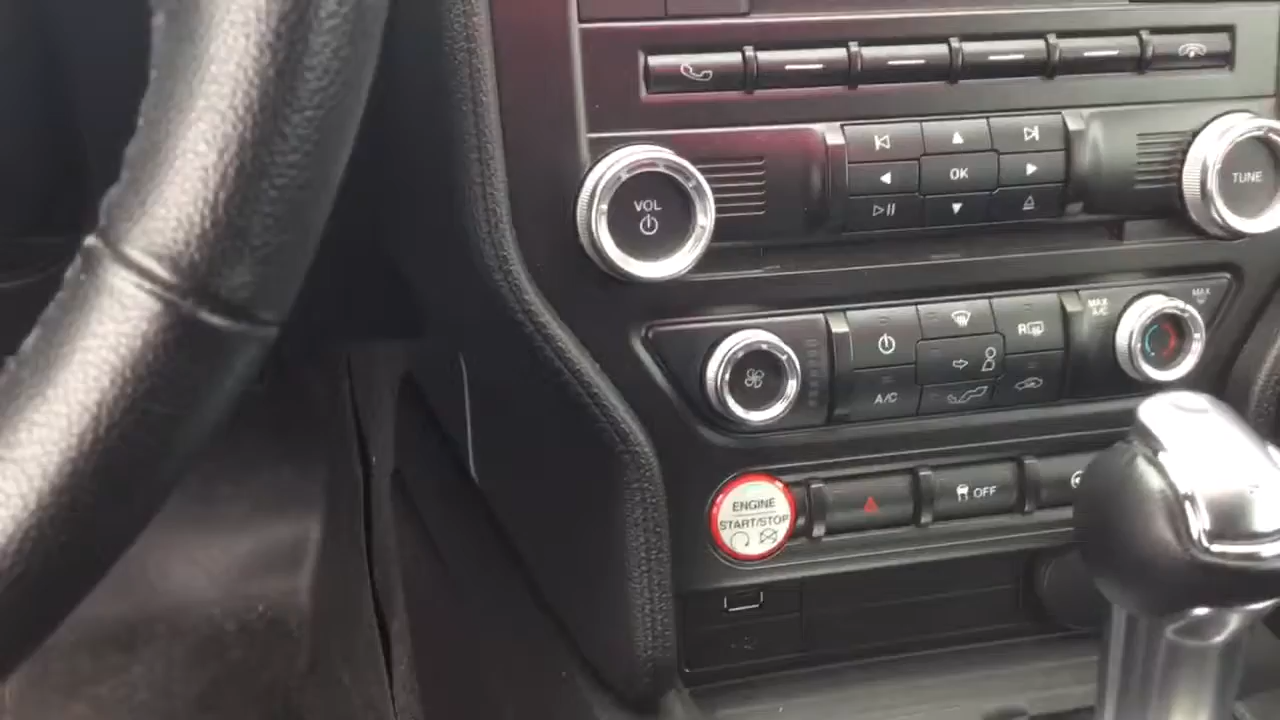 VOL
OK
TUNE
MAX
A/C
MAX
R
A/C
ENGINE
START/STOP
OFF